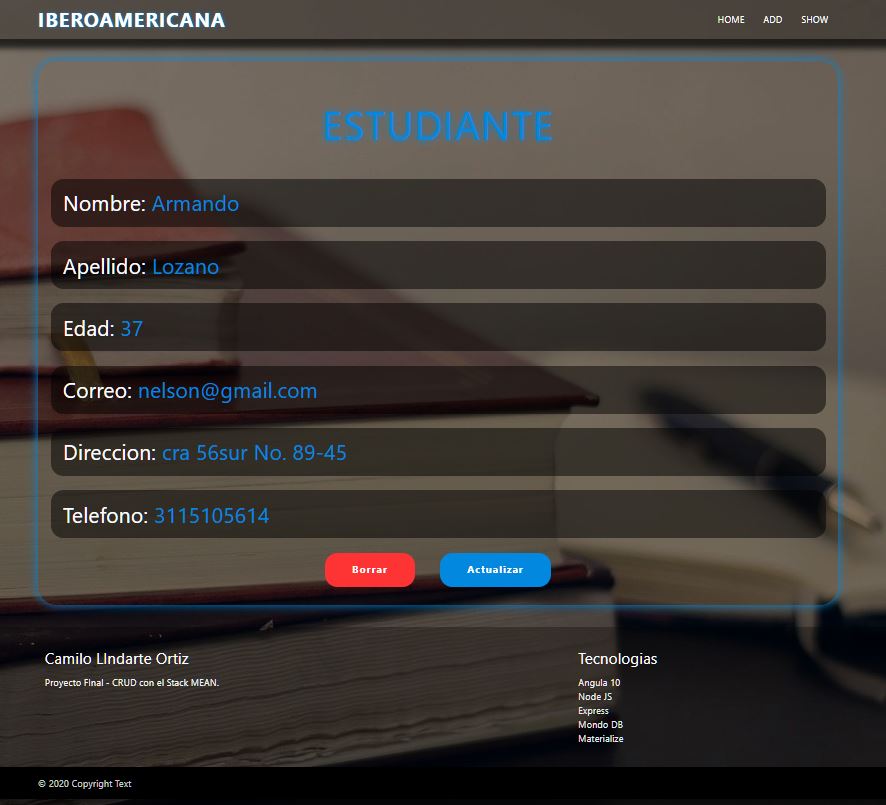 IBEROAMERICANA
HOME ADD SHOW
ESTUDIANTE
Nombre: Armando
Apellido: Lozano
Edad: 37
Correo: nelson@gmail.com
Direccion: cra 56sur No. 89-45
Telefono: 3115105614
Borrar Actualizar
Camilo LIndarte Ortiz
Proyecto FInal - CRUD con el Stack MEAN.
Tecnologias
Angula 10
Node JS
Express
Mondo DB
Materialize
© 2020 Copyright Text